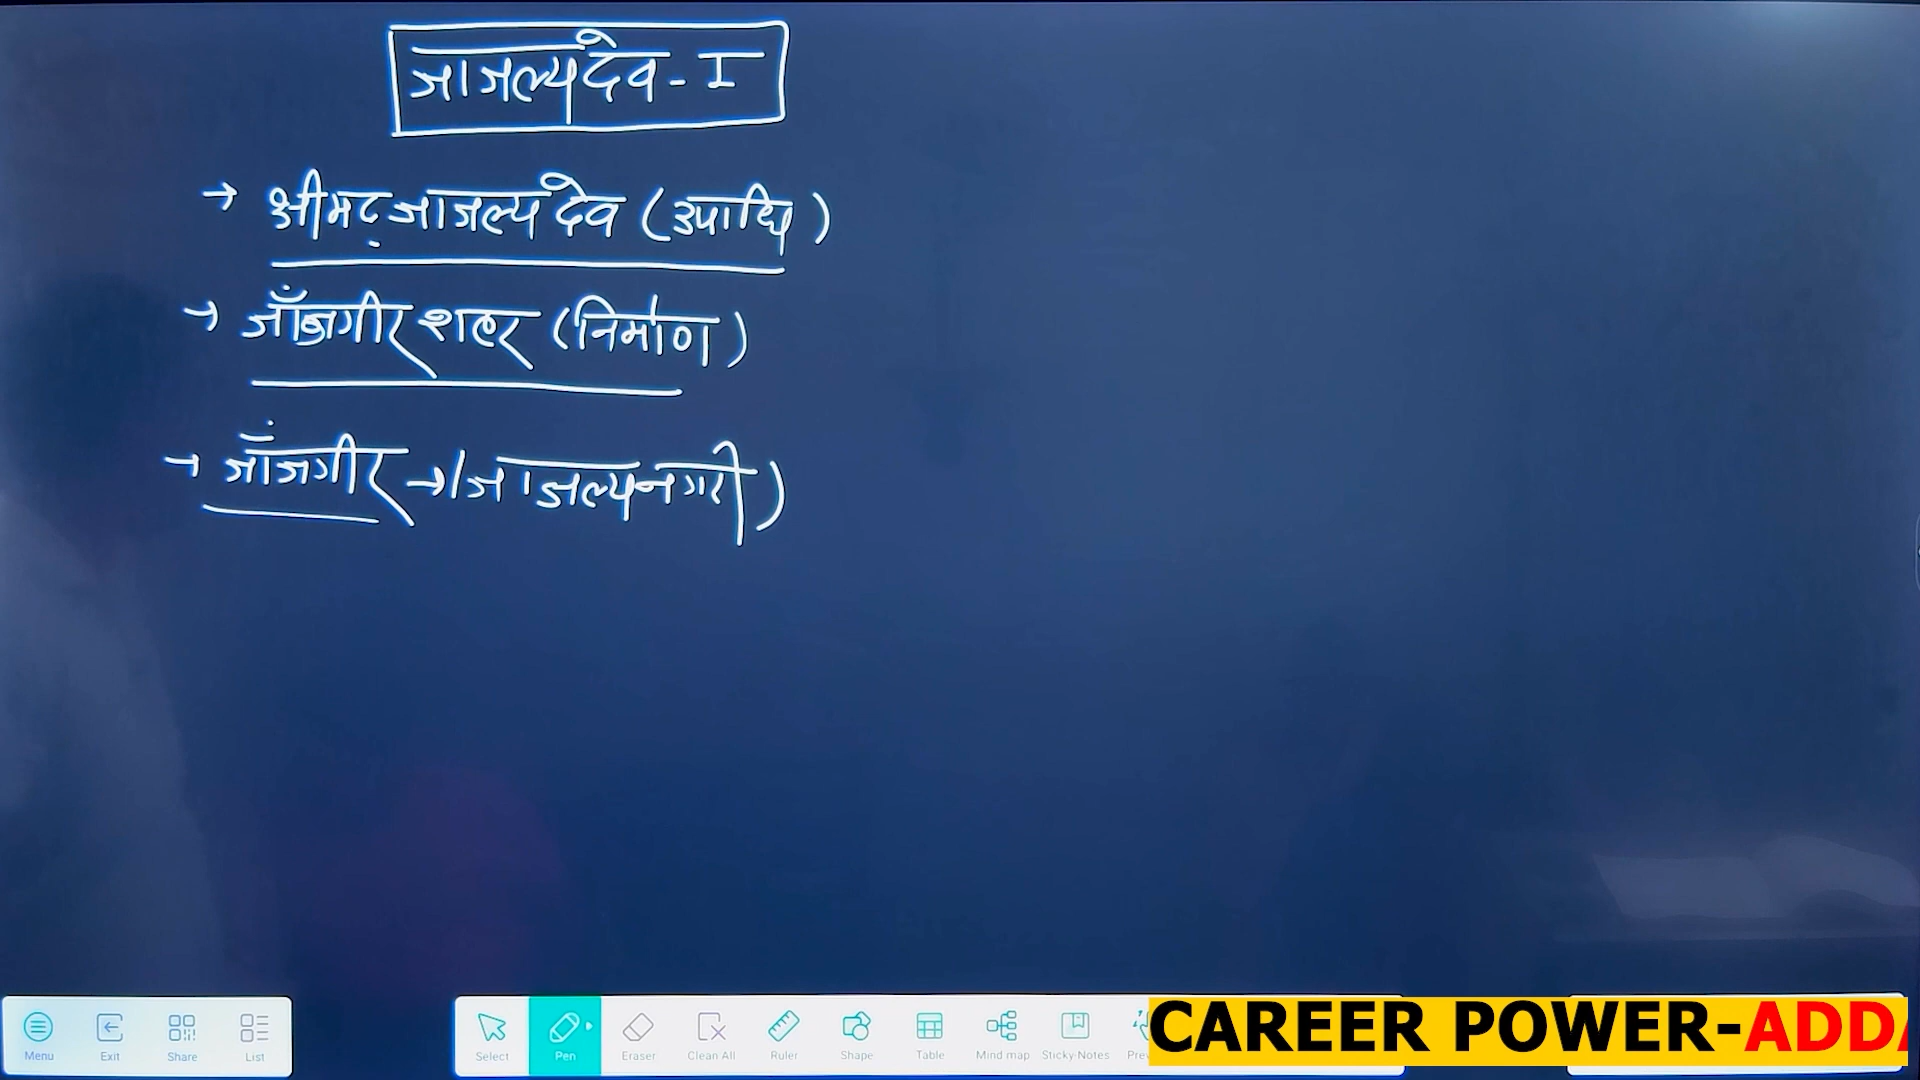 जाजल्यदेव-I
→ श्रीमद् जाजल्य देव (उपाधि)
→ जाँजगीर शहर (निर्माण)
→ जाँजगीर → (जाजल्यनगरी)
Menu Exit Share List Select Pen Eraser Clean All Ruler Shape Table Mind map Sticky Notes
CAREER POWER-ADDA